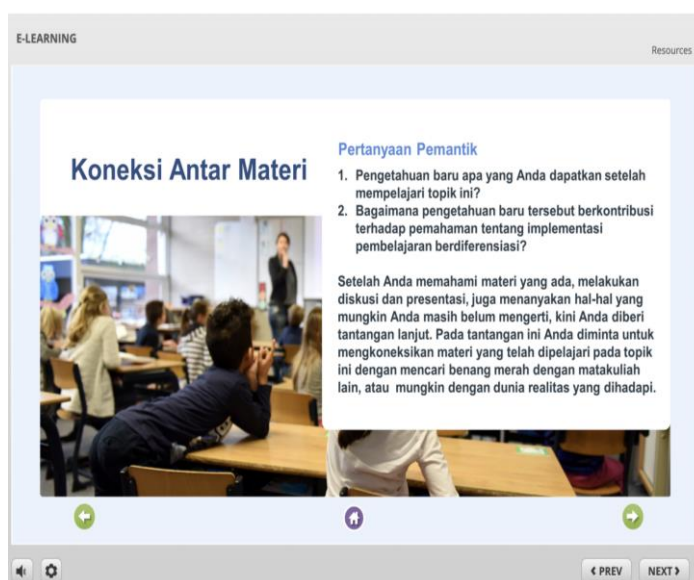 E-LEARNING
Resources
Koneksi Antar Materi
Pertanyaan Pemantik
1. Pengetahuan baru apa yang Anda dapatkan setelah
mempelajari topik ini?
2. Bagaimana pengetahuan baru tersebut berkontribusi
terhadap pemahaman tentang implementasi
pembelajaran berdiferensiasi?
Setelah Anda memahami materi yang ada, melakukan
diskusi dan presentasi, juga menanyakan hal-hal yang
mungkin Anda masih belum mengerti, kini Anda diberi
tantangan lanjut. Pada tantangan ini Anda diminta untuk
mengkoneksikan materi yang telah dipelajari pada topik
ini dengan mencari benang merah dengan matakuliah
lain, atau mungkin dengan dunia realitas yang dihadapi.
< PREV
NEXT >